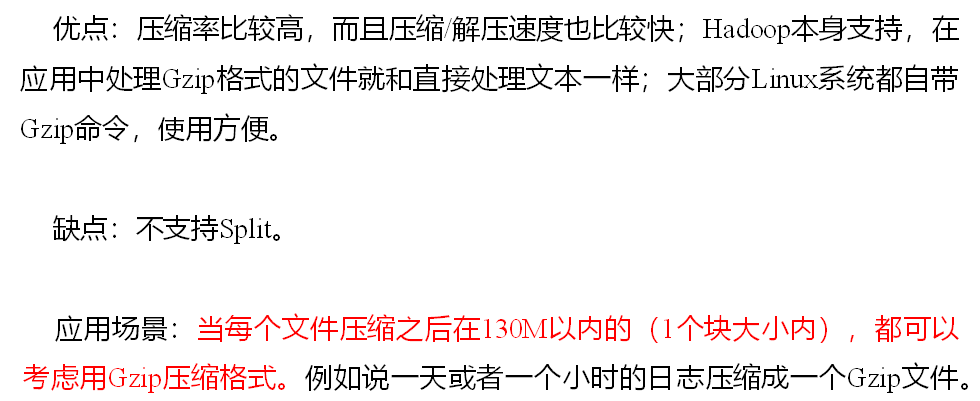 优点：压缩率比较高，而且压缩/解压速度也比较快；Hadoop本身支持，在
应用中处理Gzip格式的文件就和直接处理文本一样；大部分Linux系统都自带
Gzip命令，使用方便。
缺点：不支持Split。
应用场景：当每个文件压缩之后在130M以内的（1个块大小内），都可以
考虑用Gzip压缩格式。例如说一天或者一个小时的日志压缩成一个Gzip文件。